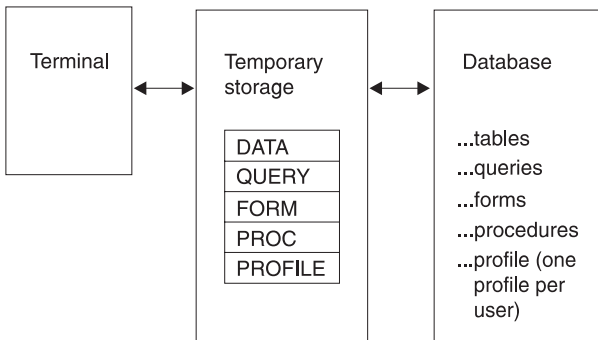 Terminal
Temporary
storage
DATA
QUERY
FORM
PROC
PROFILE
Database
...tables
...queries
...forms
...procedures
...profile (one
profile per
user)